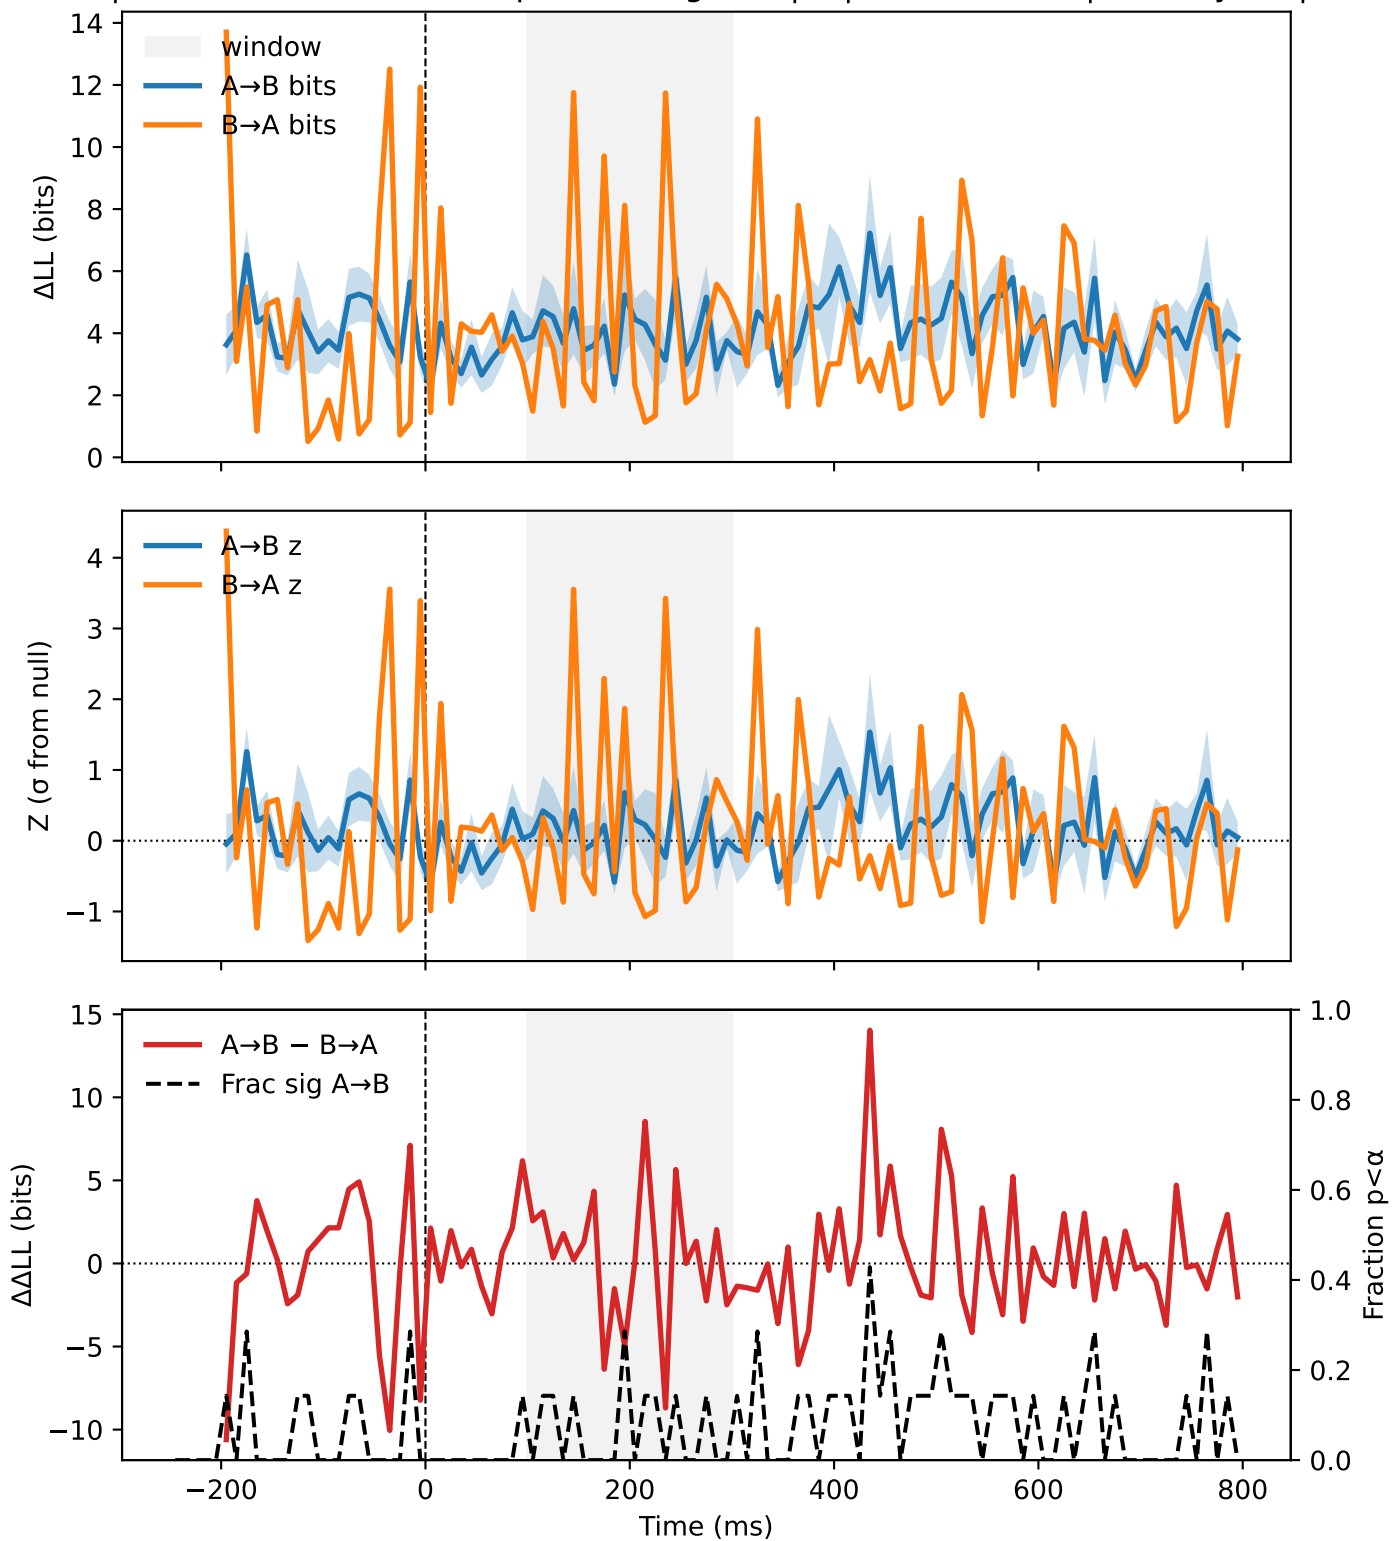 14
12
10
8
6
4
2
0
ΔLL (bits)
window
A→B bits
B→A bits
4
3
2
1
0
−1
Z (σ from null)
A→B z
B→A z
15
10
5
0
−5
−10
ΔΔLL (bits)
A→B − B→A
Frac sig A→B
1.0
0.8
0.6
0.4
0.2
0.0
Fraction p<α
−200
0
200
400
600
800
Time (ms)